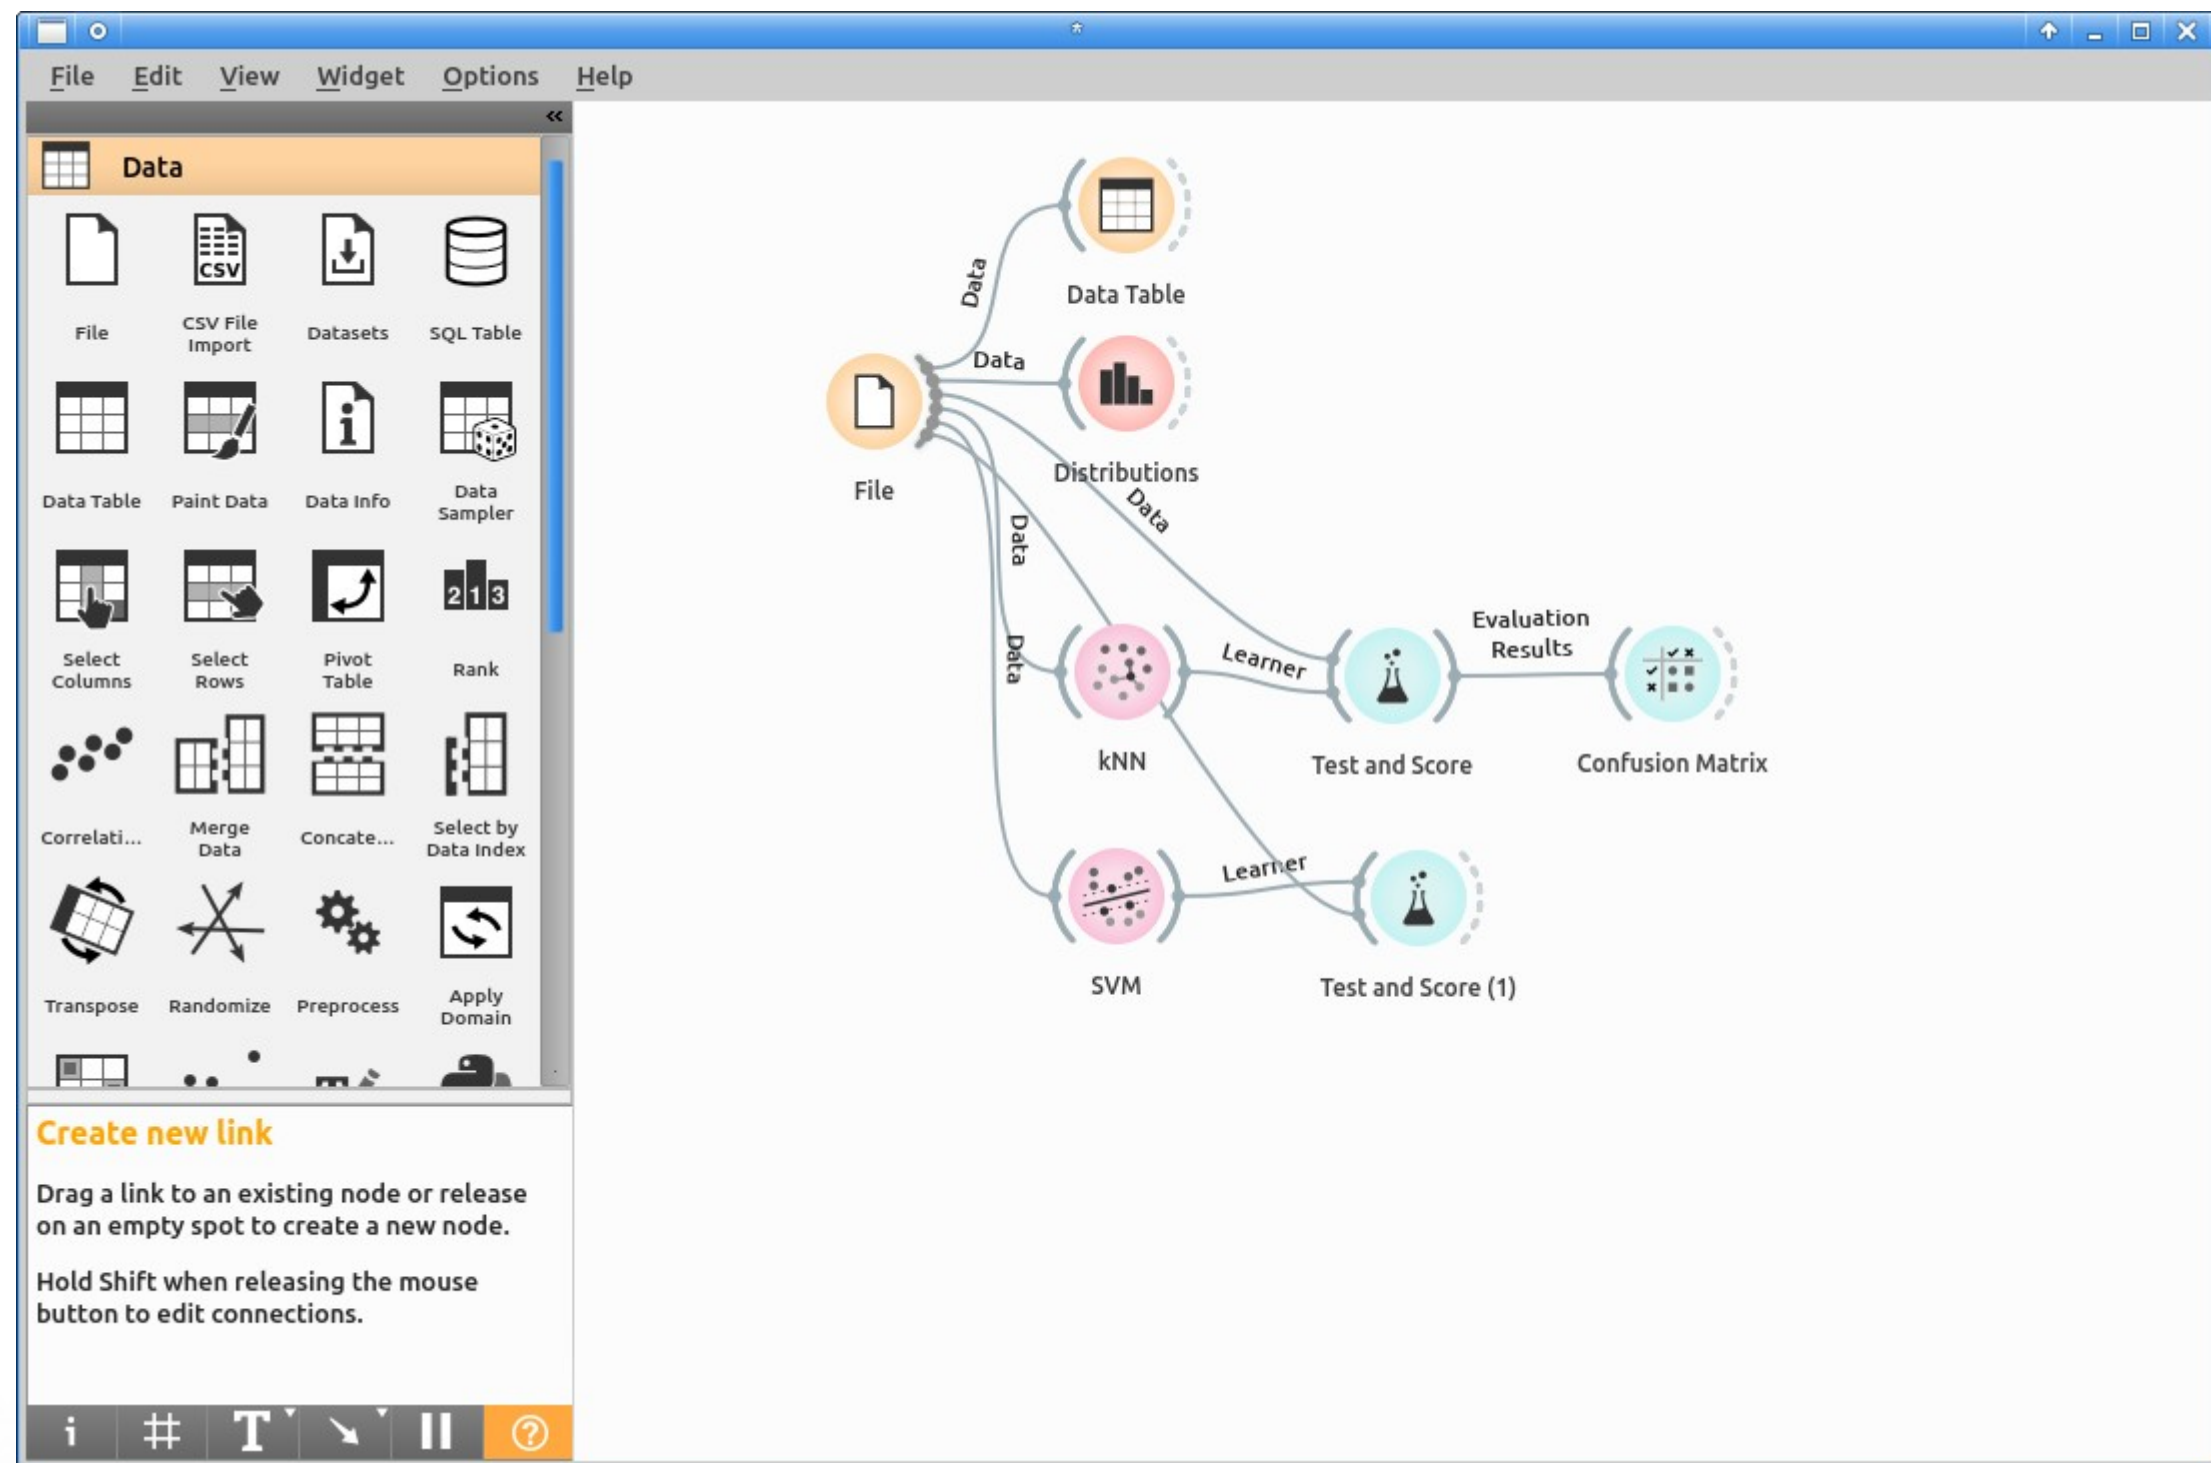 *
File Edit View Widget Options Help
«
Data
File
CSV
CSV File
Import
Datasets
SQL Table
Data Table
Paint Data
Data Info
Data
Sampler
Select
Columns
Select
Rows
Pivot
Table
2 1 3
Rank
Correlati...
Merge
Data
Concate...
Select by
Data Index
Transpose
Randomize
Preprocess
Apply
Domain
Create new link
Drag a link to an existing node or release
on an empty spot to create a new node.
Hold Shift when releasing the mouse
button to edit connections.
i # T ?
Data
Data Table
Data
Distributions
File
Data
Data
Data
Learner
Evaluation
Results
kNN
Test and Score
Confusion Matrix
Learner
SVM
Test and Score (1)